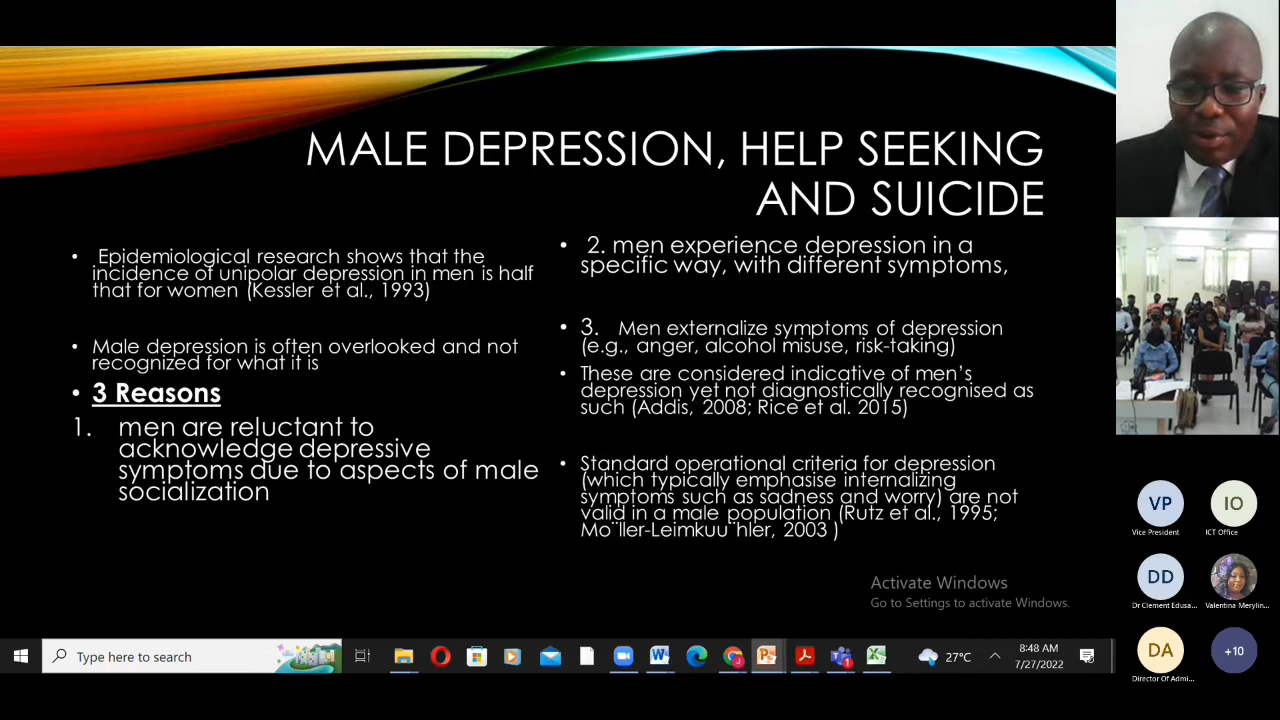 MALE DEPRESSION, HELP SEEKING
AND SUICIDE
• Epidemiological research shows that the
incidence of unipolar depression in men is half
that for women (Kessler et al., 1993)
• Male depression is often overlooked and not
recognized for what it is
• 3 Reasons
1. men are reluctant to
acknowledge depressive
symptoms due to aspects of male
socialization
• 2. men experience depression in a
specific way, with different symptoms,
• 3. Men externalize symptoms of depression
(e.g., anger, alcohol misuse, risk-taking)
• These are considered indicative of men’s
depression yet not diagnostically recognised as
such (Addis, 2008; Rice et al. 2015)
• Standard operational criteria for depression
(which typically emphasise internalizing
symptoms such as sadness and worry) are not
valid in a male population (Rutz et al., 1995;
Mo¨ller-Leimkuu¨hler, 2003 )
Activate Windows
Go to Settings to activate Windows.
Type here to search
27°C
8:48 AM
7/27/2022
VP
Vice President
IO
ICT Office
DD
Dr Clement Edusa...
Valentina Merylin...
DA
Director Of Admi...
+10